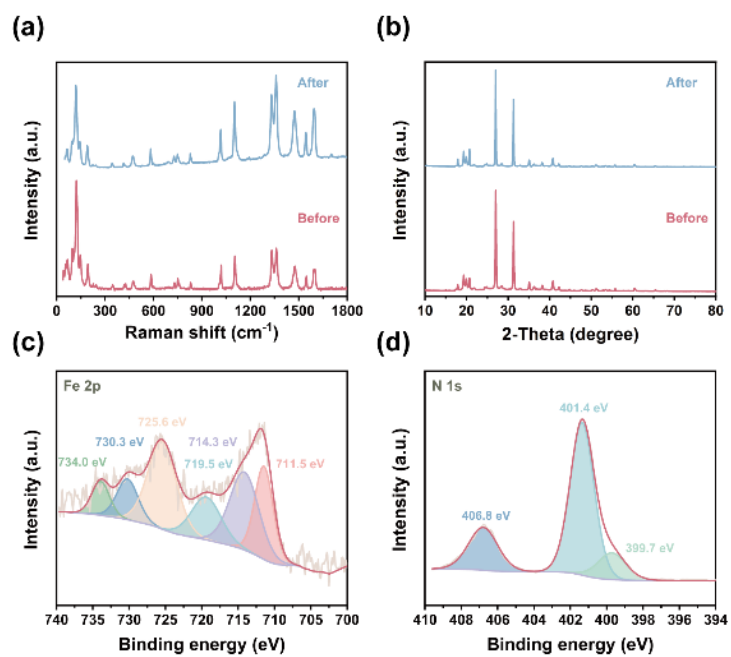 (a)
(b)
After
Before
Intensity (a.u.)
0 300 600 900 1200 1500 1800
Raman shift (cm⁻¹)
After
Before
Intensity (a.u.)
10 20 30 40 50 60 70 80
2-Theta (degree)
(c)
(d)
Fe 2p
725.6 eV
730.3 eV
714.3 eV
734.0 eV
719.5 eV
711.5 eV
Intensity (a.u.)
740 735 730 725 720 715 710 705 700
Binding energy (eV)
N 1s
401.4 eV
406.8 eV
399.7 eV
Intensity (a.u.)
410 408 406 404 402 400 398 396 394
Binding energy (eV)